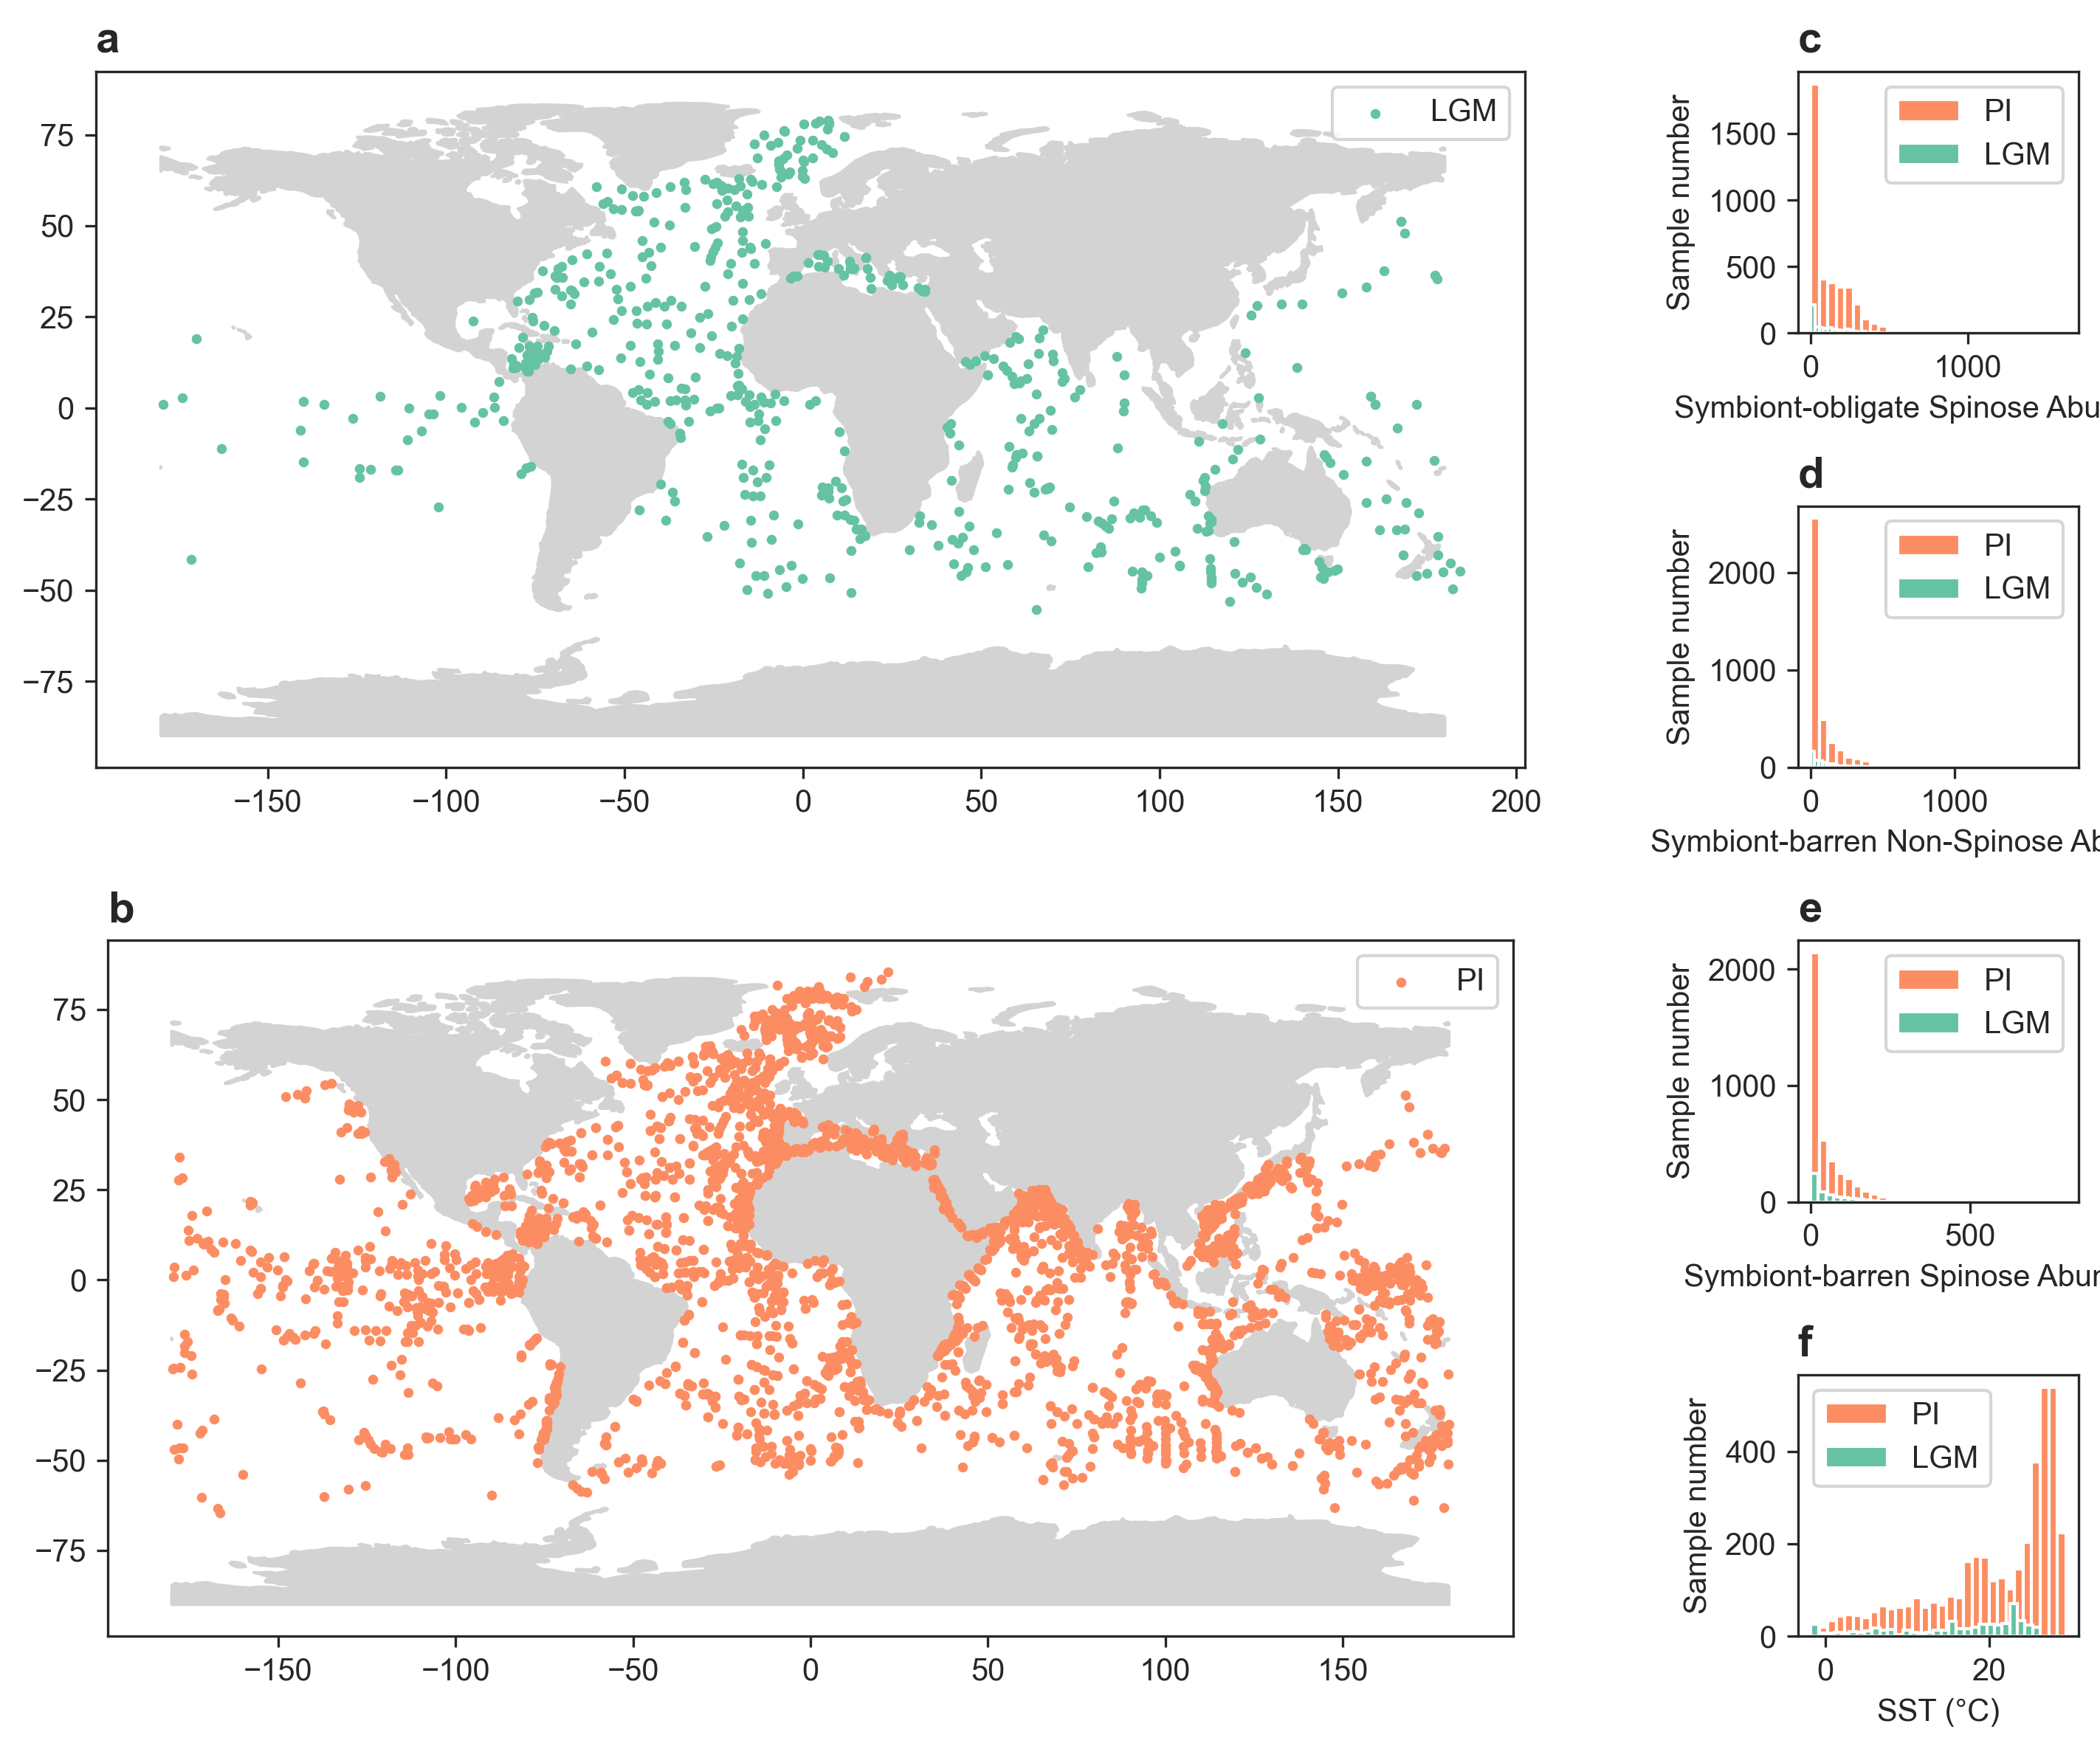 a
LGM
75
50
25
0
−25
−50
−75
−150
−100
−50
0
50
100
150
200
b
PI
75
50
25
0
−25
−50
−75
−150
−100
−50
0
50
100
150
c
PI
LGM
Sample number
1500
1000
500
0
0
1000
Symbiont-obligate Spinose Abu
d
PI
LGM
Sample number
2000
1000
0
0
1000
Symbiont-barren Non-Spinose Ab
e
PI
LGM
Sample number
2000
1000
0
0
500
Symbiont-barren Spinose Abun
f
PI
LGM
Sample number
400
200
0
0
20
SST (°C)